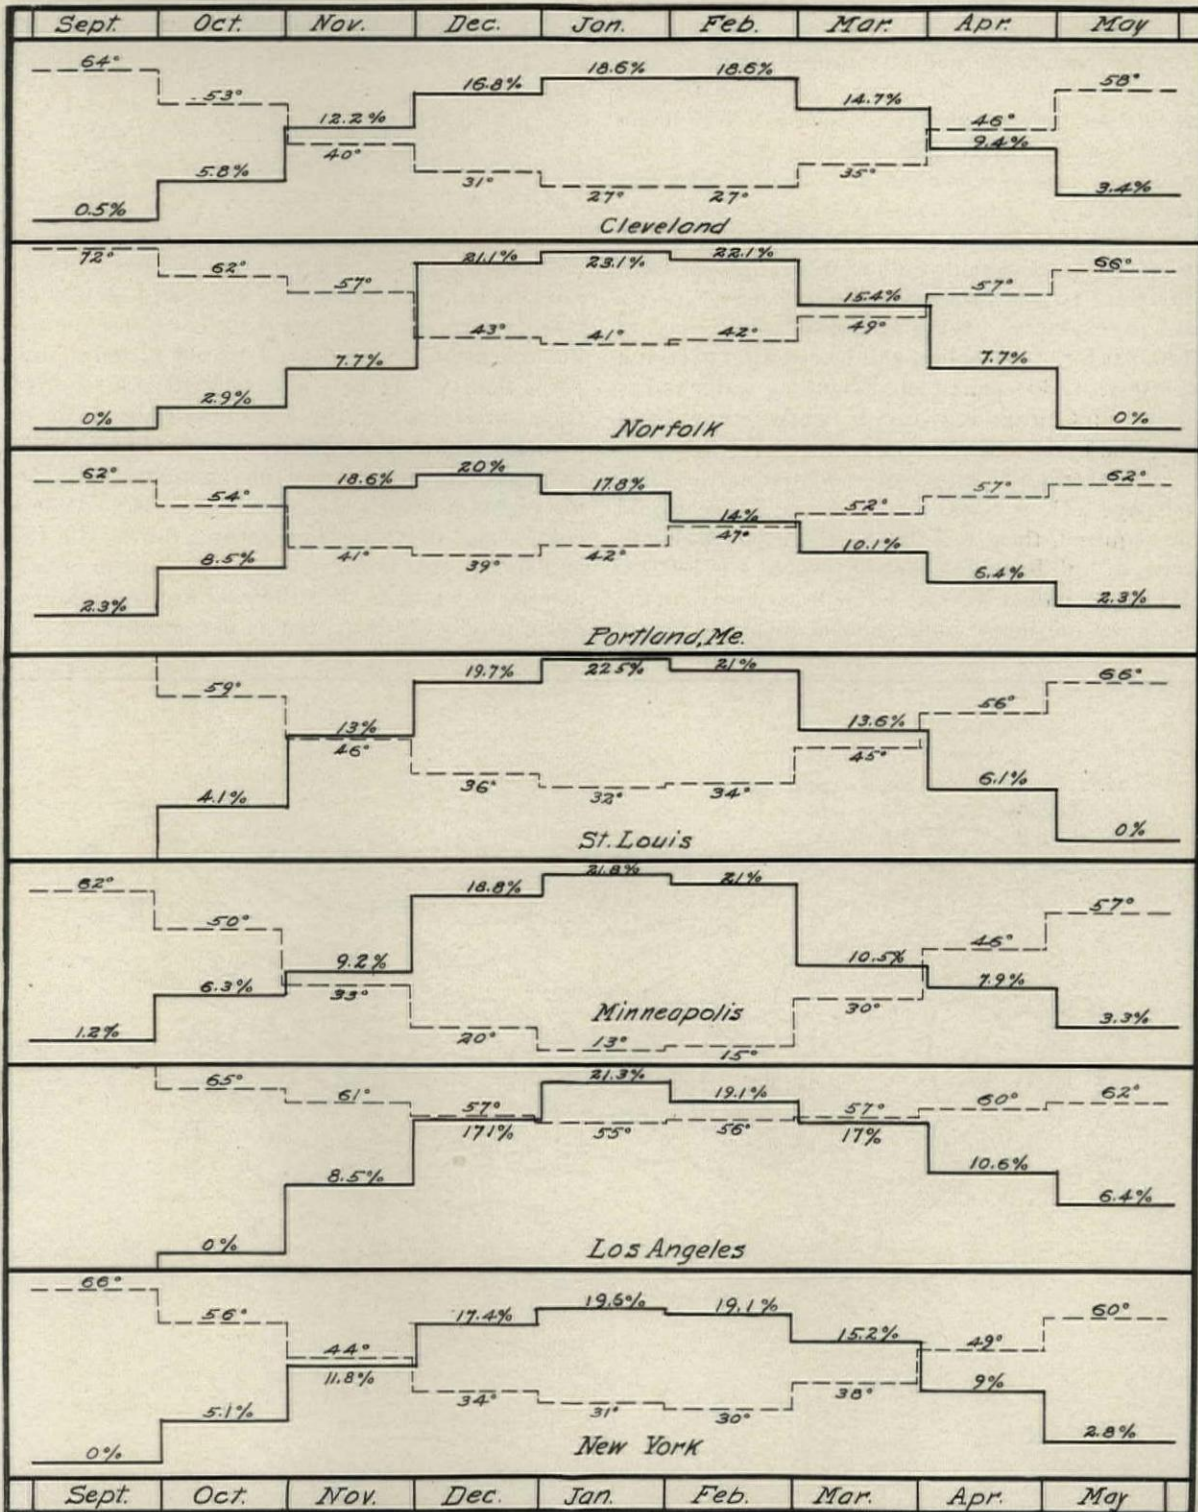 Sept. Oct. Nov. Dec. Jan. Feb. Mar. Apr. May
64° 53° 12.2% 16.8% 18.6% 18.6% 14.7% 46° 58°
0.5% 5.8% 40° 31° 27° 27° 35° 9.4% 3.4%
Cleveland
72° 62° 57° 21.1% 23.1% 22.1% 15.4% 57° 66°
0% 2.9% 7.7% 43° 41° 42° 49° 7.7% 0%
Norfolk
62° 54° 18.6% 20% 17.8% 14% 52° 57° 62°
2.3% 8.5% 41° 39° 42° 47° 10.1% 6.4% 2.3%
Portland, Me.
59° 13% 19.7% 22.5% 21% 13.6% 56° 66°
4.1% 46° 36° 32° 34° 45° 6.1% 0%
St. Louis
62° 50° 9.2% 18.8% 21.8% 21% 10.5% 46° 57°
1.2% 6.3% 33° 20° 13° 15° 30° 7.9% 3.3%
Minneapolis
65° 61° 57° 21.3% 19.1% 57° 60° 62°
0% 8.5% 17.1% 55° 56° 17% 10.6% 6.4%
Los Angeles
66° 56° 44° 17.4% 19.6% 19.1% 15.2% 49° 60°
0% 5.1% 11.8% 34° 31° 30° 38° 9% 2.8%
New York
Sept. Oct. Nov. Dec. Jan. Feb. Mar. Apr. May